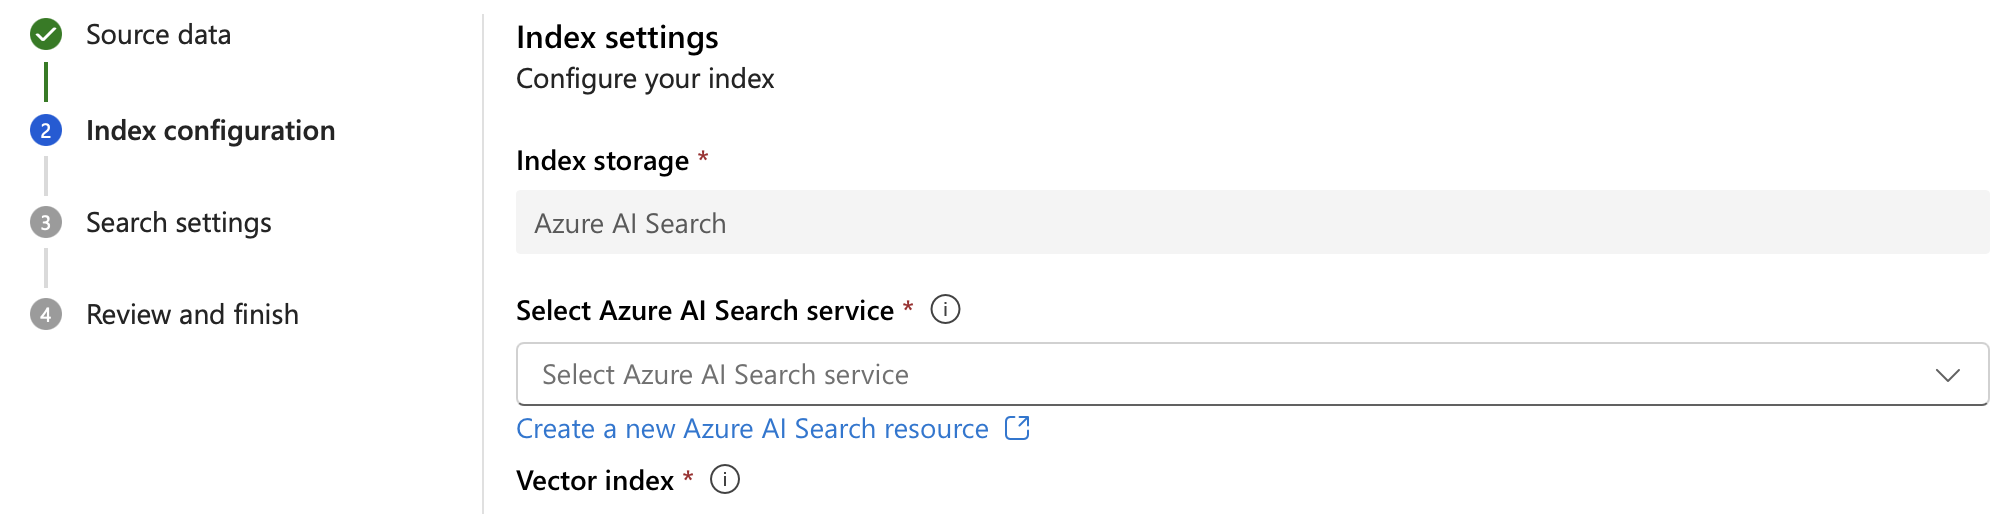 Source data
2
Index configuration
3
Search settings
4
Review and finish
Index settings
Configure your index
Index storage *
Azure AI Search
Select Azure AI Search service *
Select Azure AI Search service
Create a new Azure AI Search resource
Vector index *